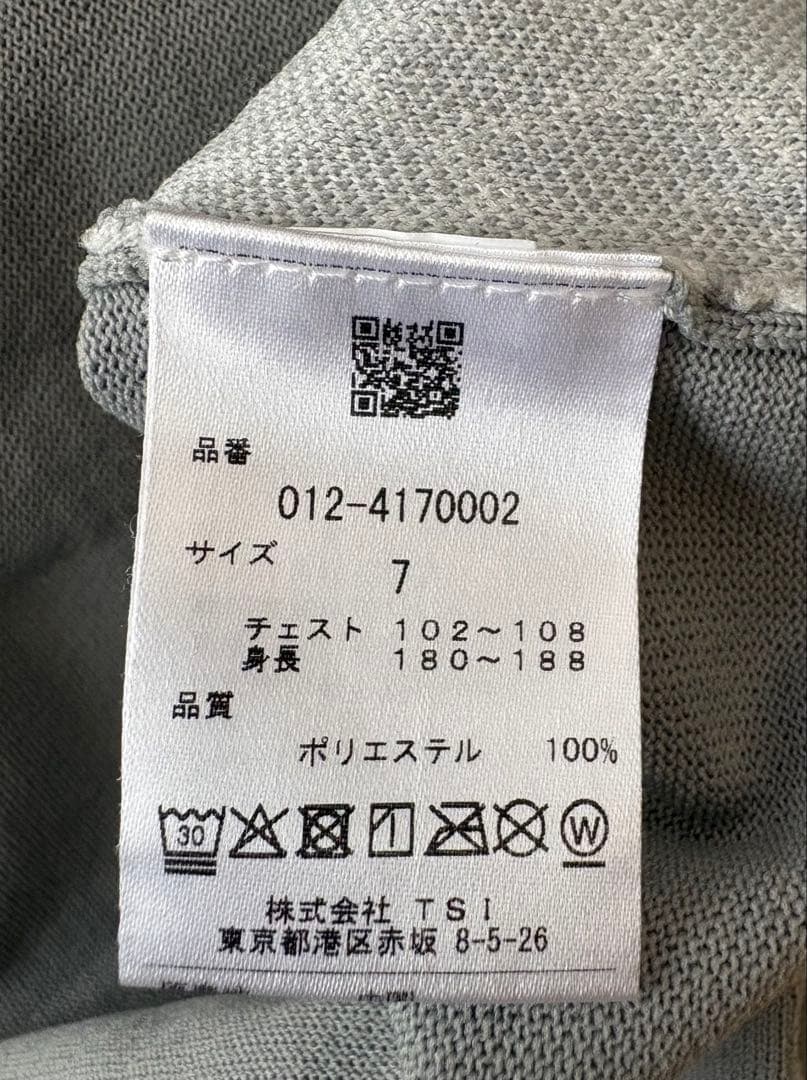 品番
012-4170002
サイズ
7
チェスト 102～108
身長 180～188
品質
ポリエステル 100%
30
W
株式会社 TSI
東京都港区赤坂 8-5-26